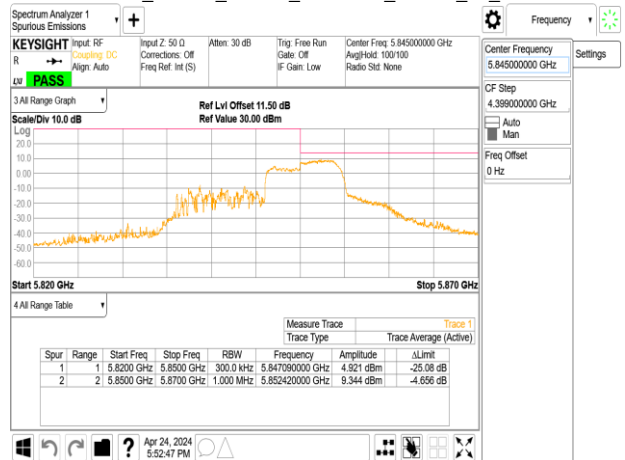 Spectrum Analyzer 1
Spurious Emissions
Frequency
Settings
KEYSIGHT
R
LXI
PASS
Input: RF
Coupling: DC
Align: Auto
Input Z: 50 Ω
Corrections: Off
Freq Ref: Int (S)
Atten: 30 dB
Trig: Free Run
Gate: Off
IF Gain: Low
Center Freq: 5.845000000 GHz
Avg|Hold: 100/100
Radio Std: None
Center Frequency
5.845000000 GHz
CF Step
4.399000000 GHz
Auto
Man
Freq Offset
0 Hz
3 All Range Graph
Scale/Div 10.0 dB
Ref Lvl Offset 11.50 dB
Ref Value 30.00 dBm
Log
20.0
10.0
0.00
-10.0
-20.0
-30.0
-40.0
-50.0
-60.0
Start 5.820 GHz
Stop 5.870 GHz
4 All Range Table
Measure Trace Trace 1
Trace Type Trace Average (Active)
Spur Range Start Freq Stop Freq RBW Frequency Amplitude ΔLimit
1 1 5.8200 GHz 5.8500 GHz 300.0 kHz 5.847090000 GHz 4.921 dBm -25.08 dB
2 2 5.8500 GHz 5.8700 GHz 1.000 MHz 5.852420000 GHz 9.344 dBm -4.656 dB
?
Apr 24, 2024
5:52:47 PM